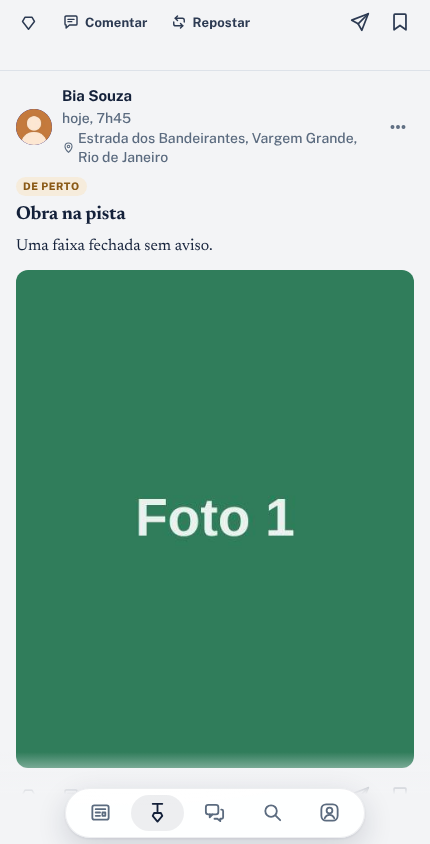 Comentar
Repostar
Bia Souza
hoje, 7h45
Estrada dos Bandeirantes, Vargem Grande,
Rio de Janeiro
DE PERTO
Obra na pista
Uma faixa fechada sem aviso.
Foto 1